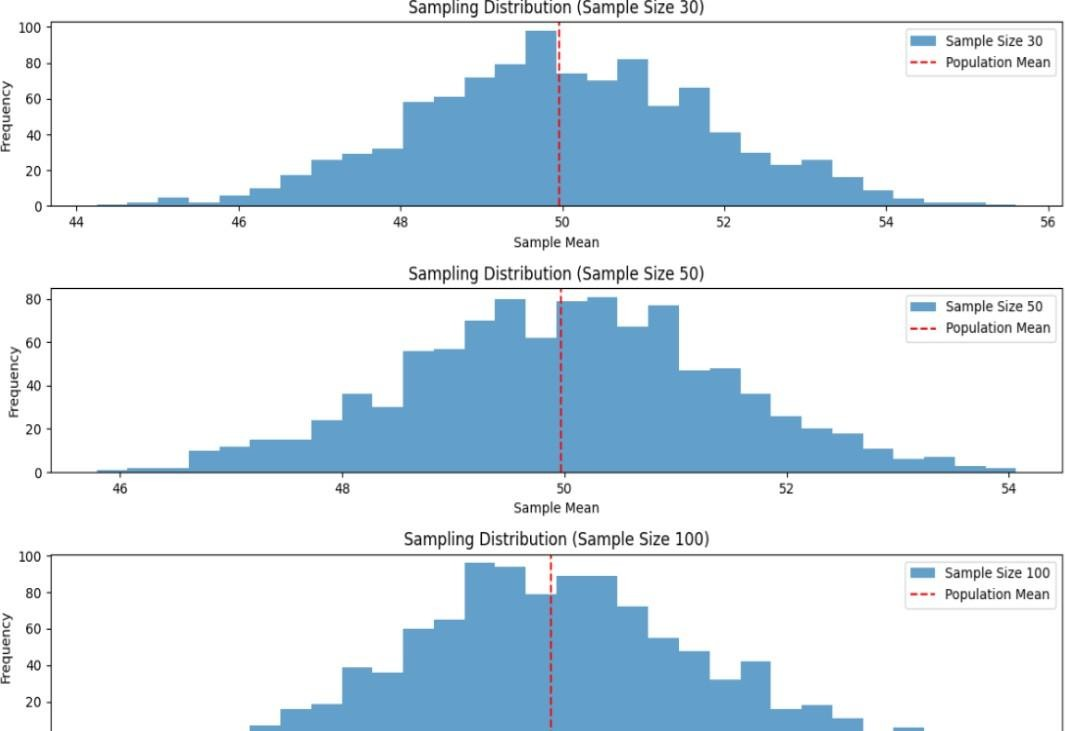 Sampling Distribution (Sample Size 30)
100
80
60
40
20
0
Frequency
Sample Size 30
Population Mean
44 46 48 50 52 54 56
Sample Mean
Sampling Distribution (Sample Size 50)
80
60
40
20
0
Frequency
Sample Size 50
Population Mean
46 48 50 52 54
Sample Mean
Sampling Distribution (Sample Size 100)
100
80
60
40
20
Frequency
Sample Size 100
Population Mean